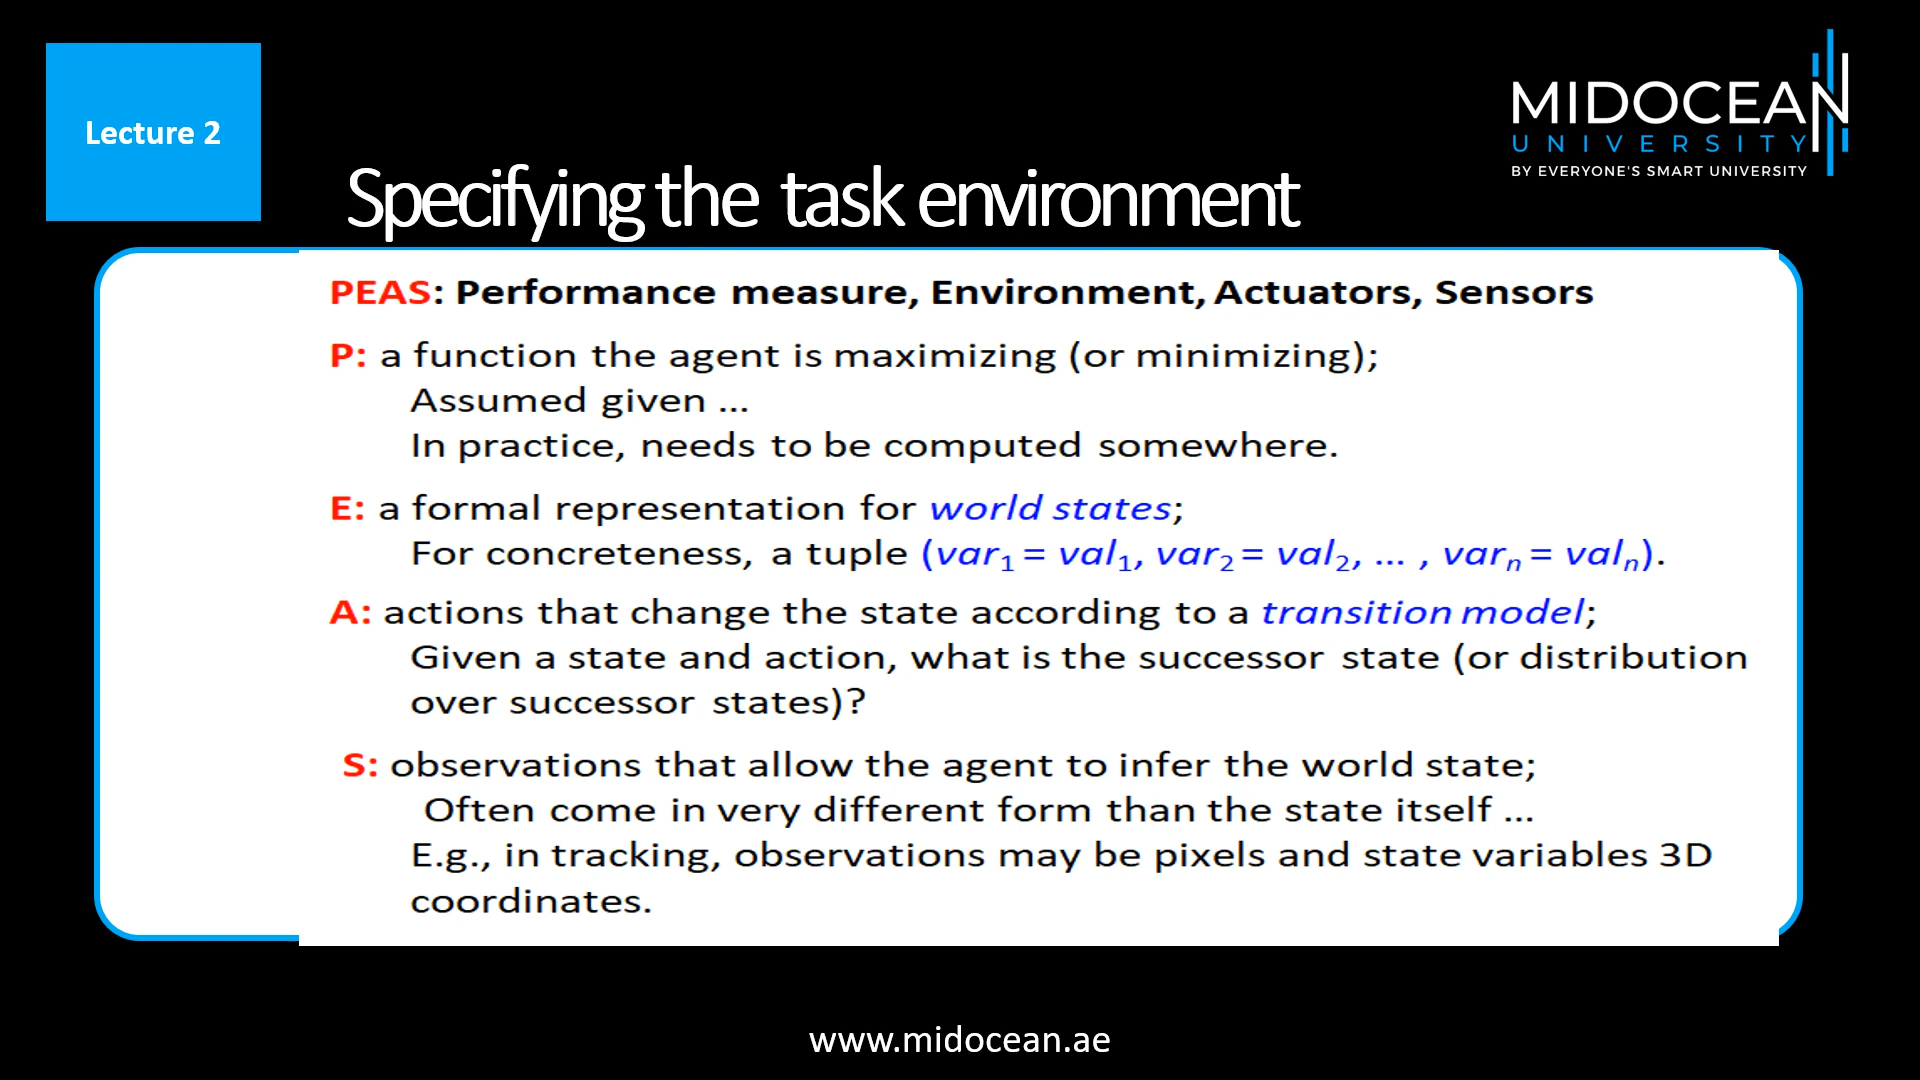 Lecture 2
MIDOCEAN
UNIVERSITY
BY EVERYONE'S SMART UNIVERSITY
Specifying the task environment
PEAS: Performance measure, Environment, Actuators, Sensors
P: a function the agent is maximizing (or minimizing);
Assumed given ...
In practice, needs to be computed somewhere.
E: a formal representation for world states;
For concreteness, a tuple (var₁ = val₁, var₂ = val₂, ... , varₙ = valₙ).
A: actions that change the state according to a transition model;
Given a state and action, what is the successor state (or distribution
over successor states)?
S: observations that allow the agent to infer the world state;
Often come in very different form than the state itself ...
E.g., in tracking, observations may be pixels and state variables 3D
coordinates.
www.midocean.ae